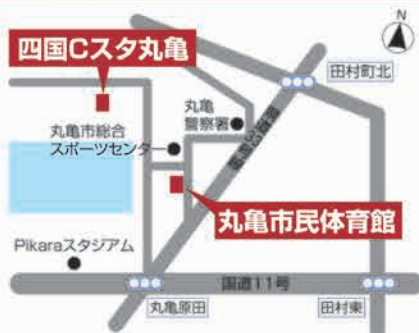 N
四国Cスタ丸亀
田村町北
丸亀
警察署
丸亀市総合
スポーツセンター
丸亀市民体育館
Pikaraスタジアム
国道11号
丸亀原田
田村東